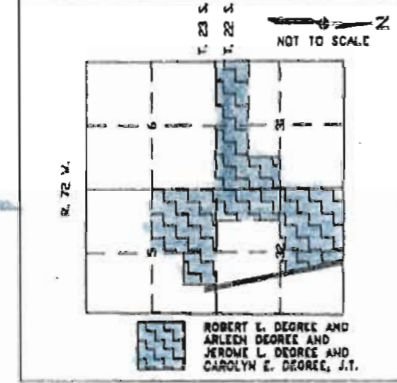 T. 23 S.
T. 22 S.
N
NOT TO SCALE
R. 72 W.
6
31
5
32
ROBERT E. DEGREE AND
ARLEEN DEGREE AND
JEROME L. DEGREE AND
CAROLYN E. DEGREE, J.T.